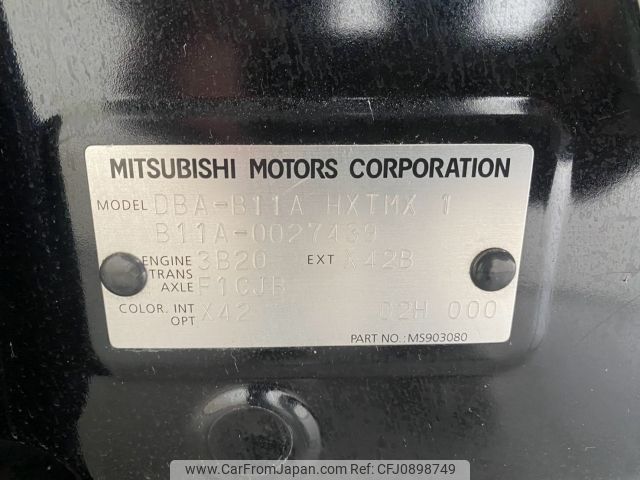 MITSUBISHI MOTORS CORPORATION
MODEL DBA-B11A HXTMX 1
B11A-0027439
ENGINE 3B20 EXT X42B
TRANS
AXLE F1CJB
COLOR. INT X42 02H 000
OPT
PART NO.: MS903080
www.CarFromJapan.com | Ref. No CFJ0898749